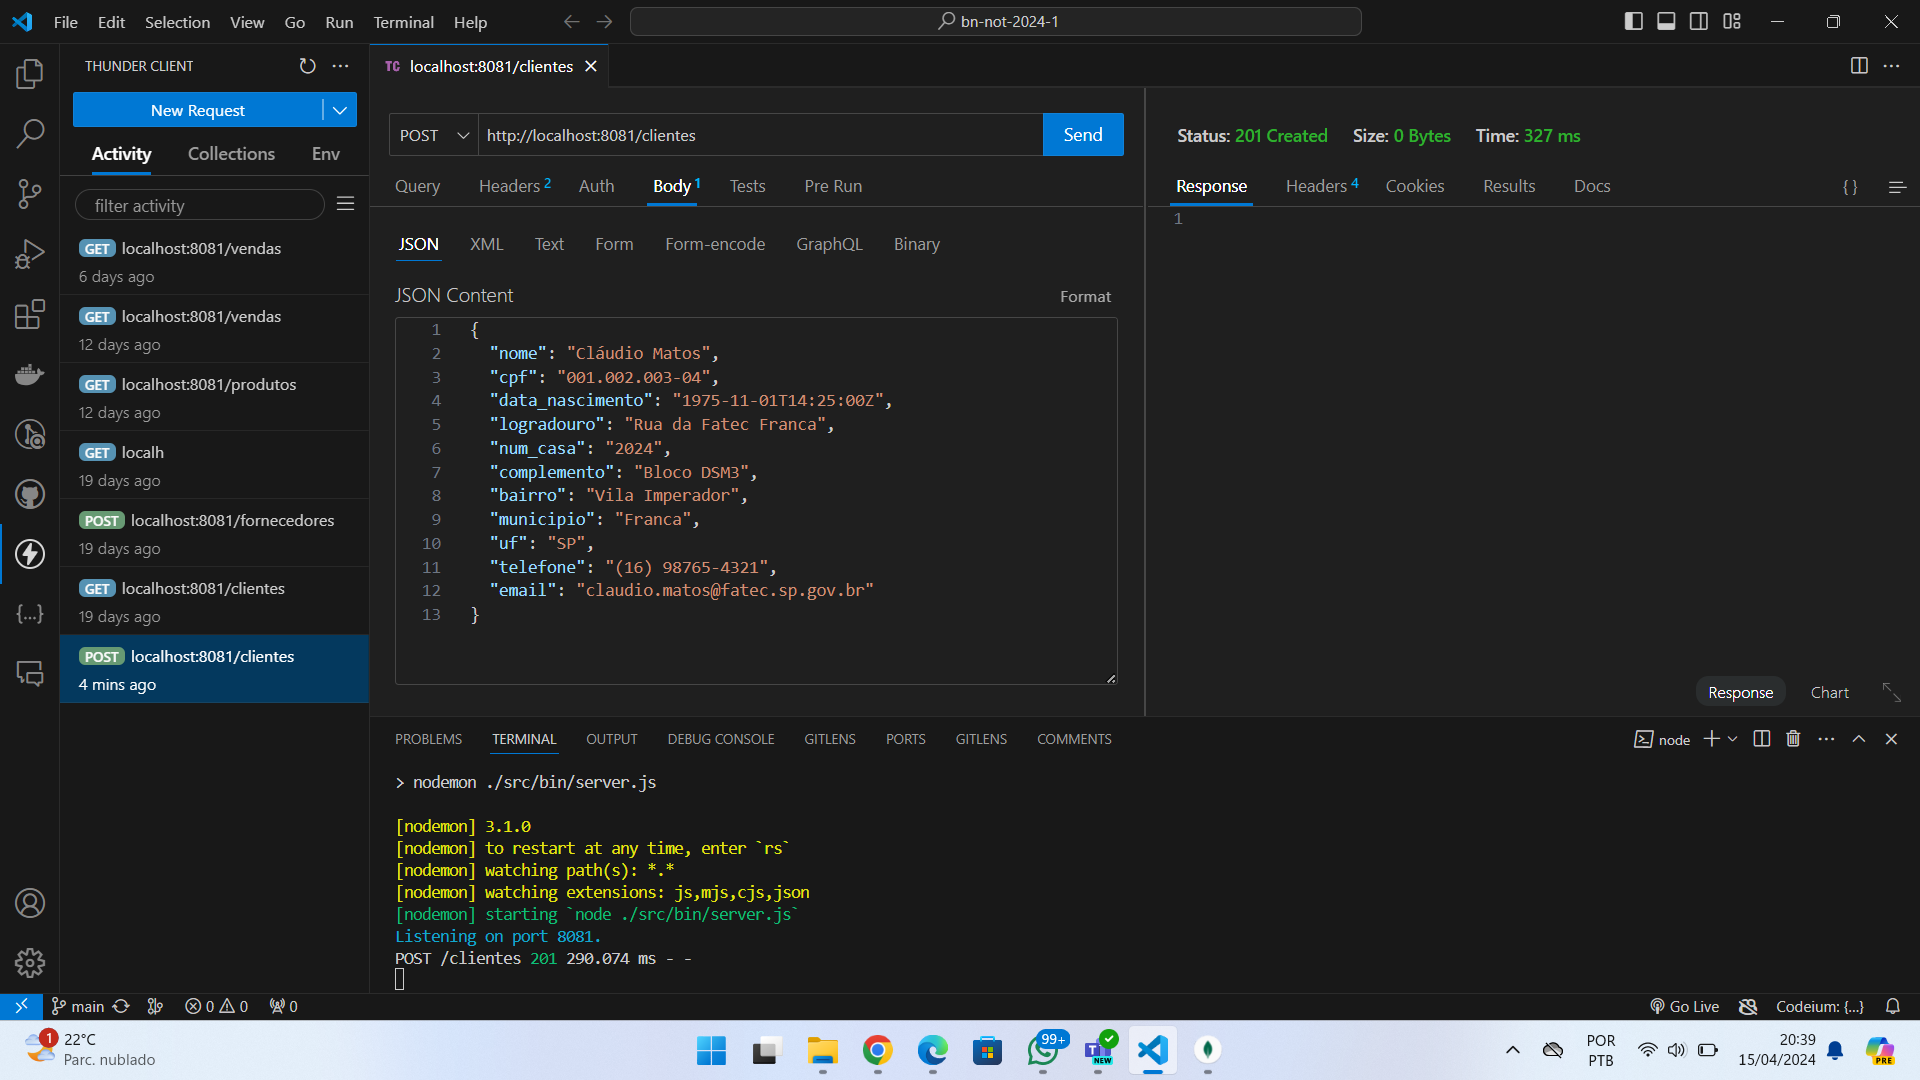 File Edit Selection View Go Run Terminal Help
bn-not-2024-1
THUNDER CLIENT
New Request
Activity Collections Env
filter activity
GET localhost:8081/vendas
6 days ago
GET localhost:8081/vendas
12 days ago
GET localhost:8081/produtos
12 days ago
GET localh
19 days ago
POST localhost:8081/fornecedores
19 days ago
GET localhost:8081/clientes
19 days ago
POST localhost:8081/clientes
4 mins ago
TC localhost:8081/clientes
POST http://localhost:8081/clientes Send
Query Headers 2 Auth Body 1 Tests Pre Run
JSON XML Text Form Form-encode GraphQL Binary
JSON Content Format
1 {
2 "nome": "Cláudio Matos",
3 "cpf": "001.002.003-04",
4 "data_nascimento": "1975-11-01T14:25:00Z",
5 "logradouro": "Rua da Fatec Franca",
6 "num_casa": "2024",
7 "complemento": "Bloco DSM3",
8 "bairro": "Vila Imperador",
9 "municipio": "Franca",
10 "uf": "SP",
11 "telefone": "(16) 98765-4321",
12 "email": "claudio.matos@fatec.sp.gov.br"
13 }
Status: 201 Created Size: 0 Bytes Time: 327 ms
Response Headers 4 Cookies Results Docs { }
1
Response Chart
PROBLEMS TERMINAL OUTPUT DEBUG CONSOLE GITLENS PORTS GITLENS COMMENTS
node
> nodemon ./src/bin/server.js
[nodemon] 3.1.0
[nodemon] to restart at any time, enter `rs`
[nodemon] watching path(s): *.*
[nodemon] watching extensions: js,mjs,cjs,json
[nodemon] starting `node ./src/bin/server.js`
Listening on port 8081.
POST /clientes 201 290.074 ms - -
main 0 0 0
Go Live Codeium: {...}
1 22°C
Parc. nublado
99+
NEW
POR
PTB
20:39
15/04/2024
PRE